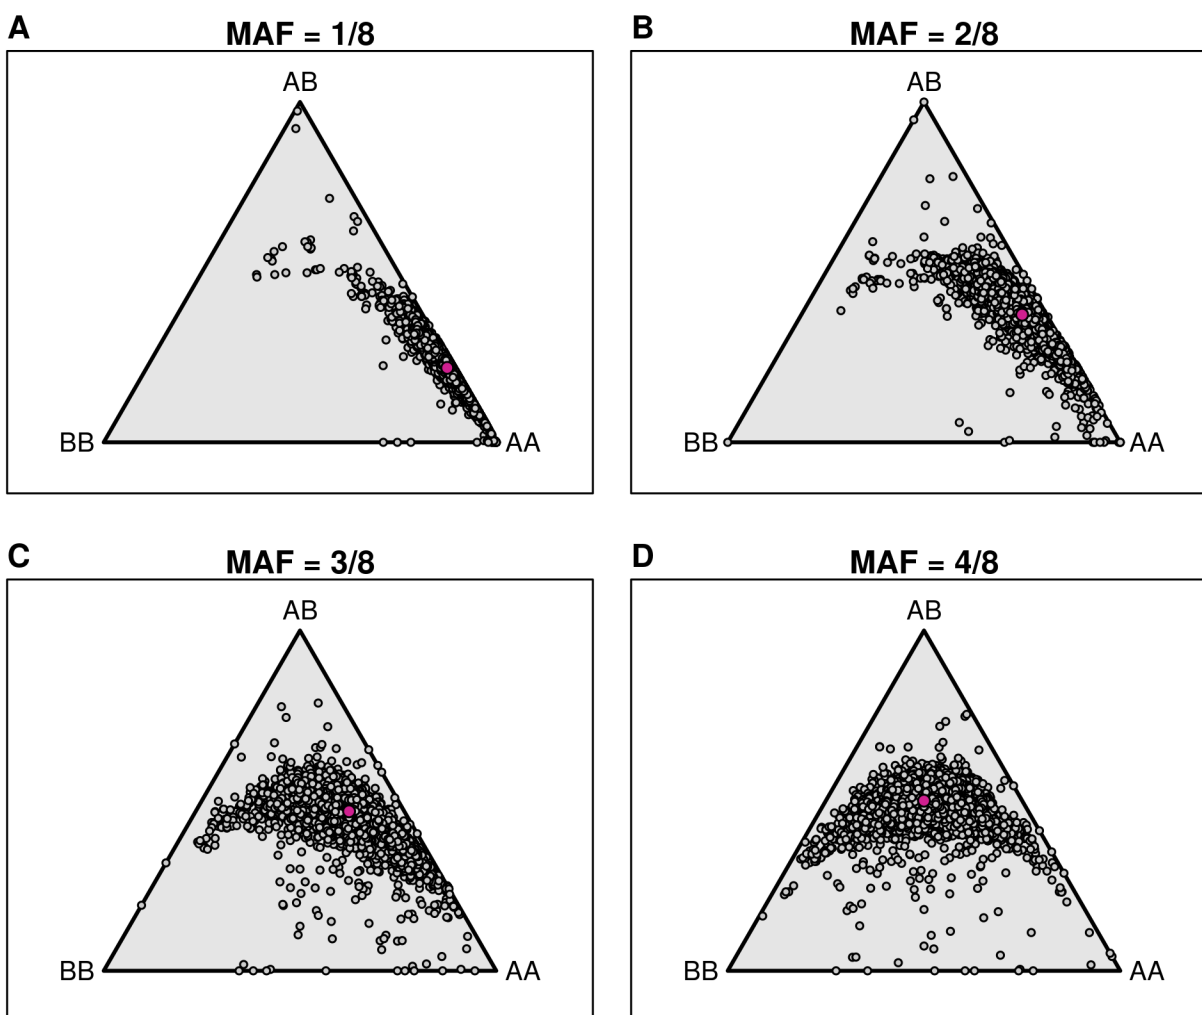 A
MAF = 1/8
AB
BB
AA
B
MAF = 2/8
AB
BB
AA
C
MAF = 3/8
AB
BB
AA
D
MAF = 4/8
AB
BB
AA